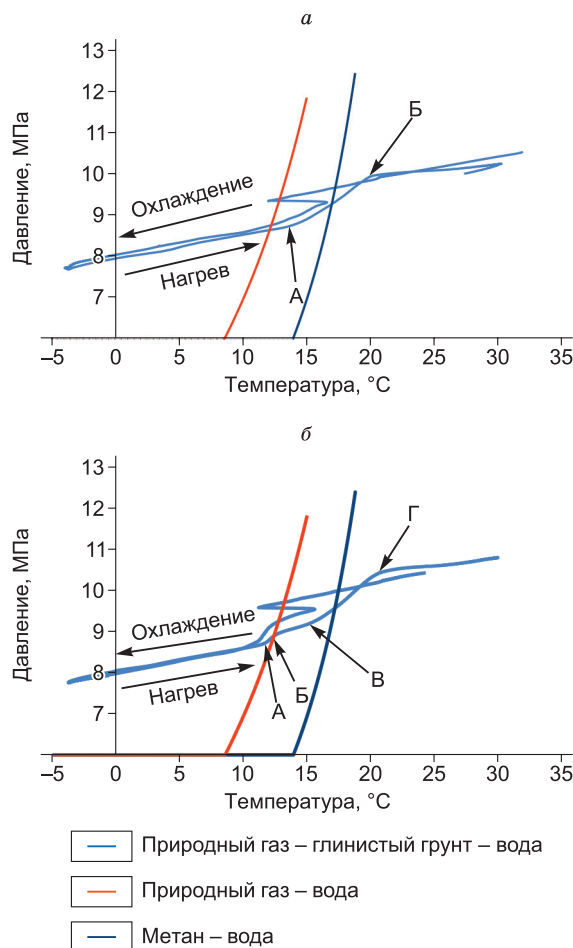 а
13
12
11
10
9
8
7
Давление, МПа
Охлаждение
Нагрев
А
Б
–5
0
5
10
15
20
25
30
35
Температура, °С
б
13
12
11
10
9
8
7
Давление, МПа
Охлаждение
Нагрев
А
Б
В
Г
–5
0
5
10
15
20
25
30
35
Температура, °С
Природный газ – глинистый грунт – вода
Природный газ – вода
Метан – вода